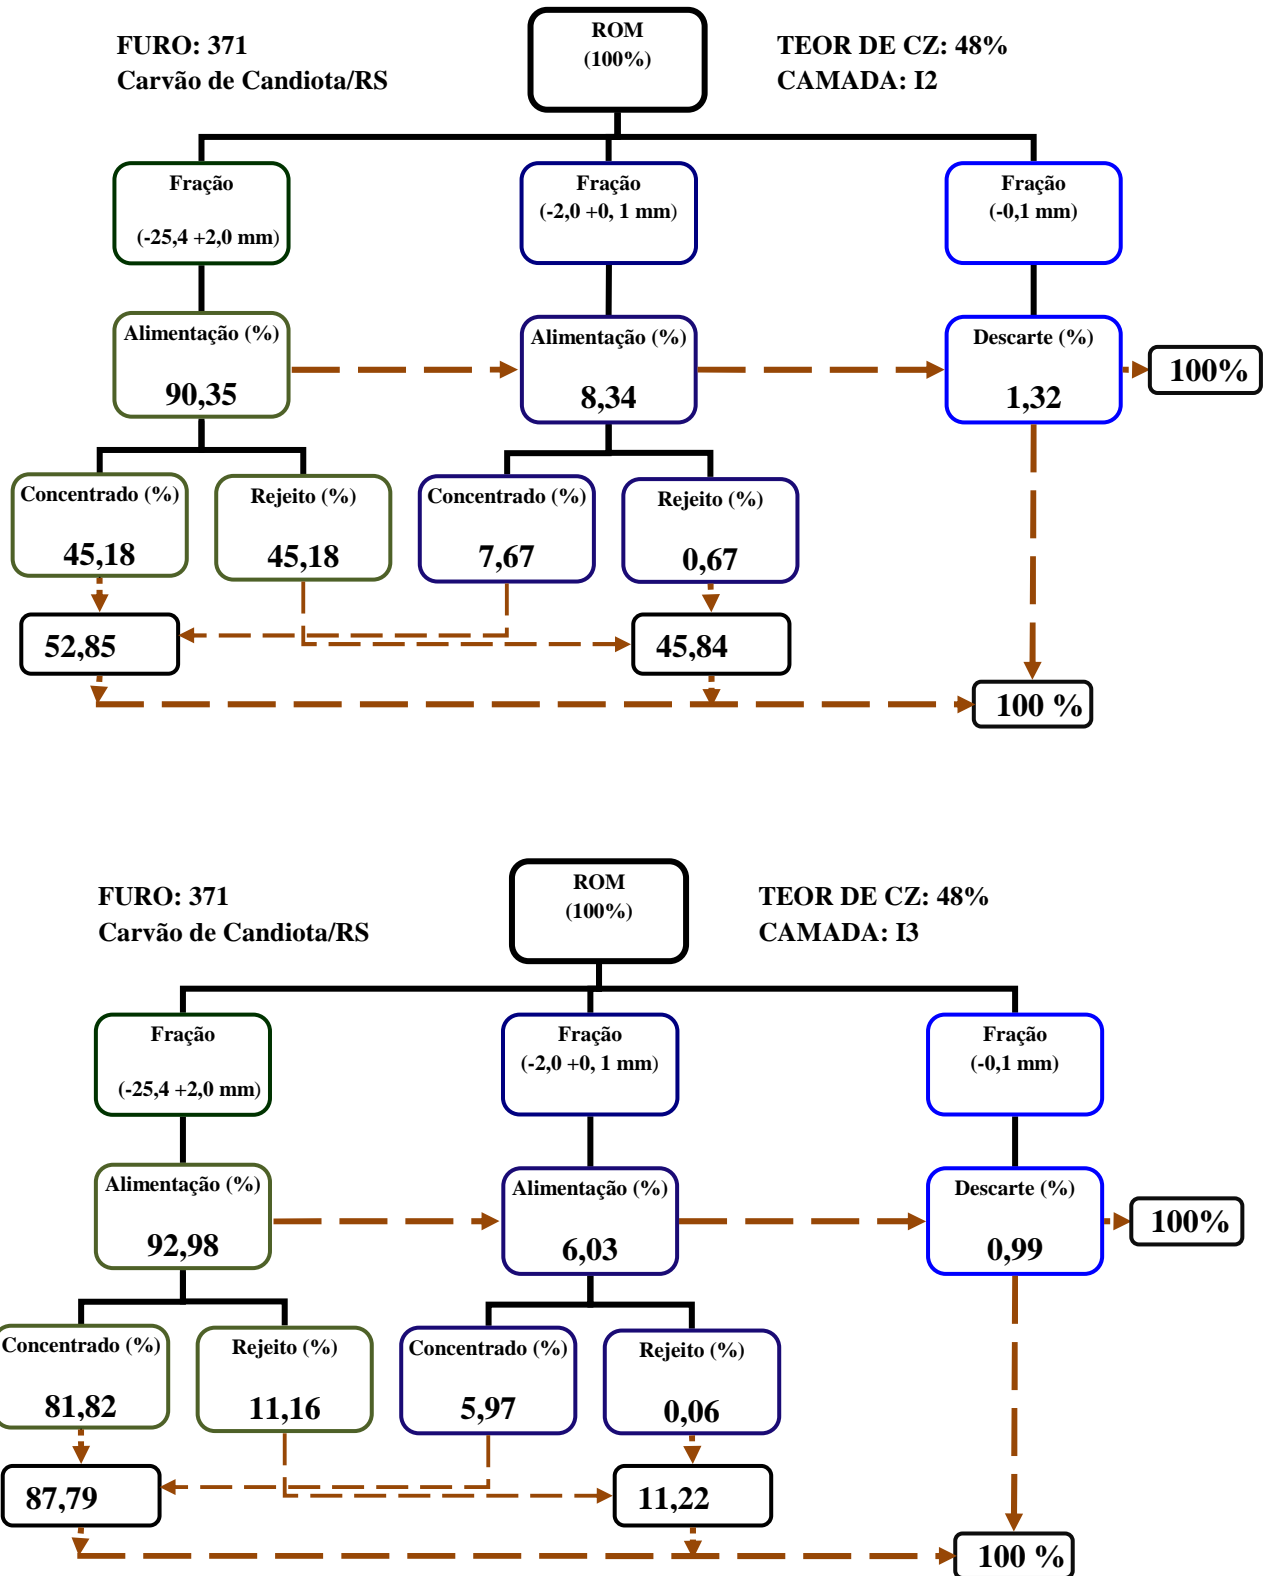 FURO: 371
Carvão de Candiota/RS
ROM
(100%)
TEOR DE CZ: 48%
CAMADA: I2
Fração
(-25,4 +2,0 mm)
Fração
(-2,0 +0, 1 mm)
Fração
(-0,1 mm)
Alimentação (%)
90,35
Alimentação (%)
8,34
Descarte (%)
1,32
100%
Concentrado (%)
45,18
Rejeito (%)
45,18
Concentrado (%)
7,67
Rejeito (%)
0,67
52,85
45,84
100 %
FURO: 371
Carvão de Candiota/RS
ROM
(100%)
TEOR DE CZ: 48%
CAMADA: I3
Fração
(-25,4 +2,0 mm)
Fração
(-2,0 +0, 1 mm)
Fração
(-0,1 mm)
Alimentação (%)
92,98
Alimentação (%)
6,03
Descarte (%)
0,99
100%
Concentrado (%)
81,82
Rejeito (%)
11,16
Concentrado (%)
5,97
Rejeito (%)
0,06
87,79
11,22
100 %